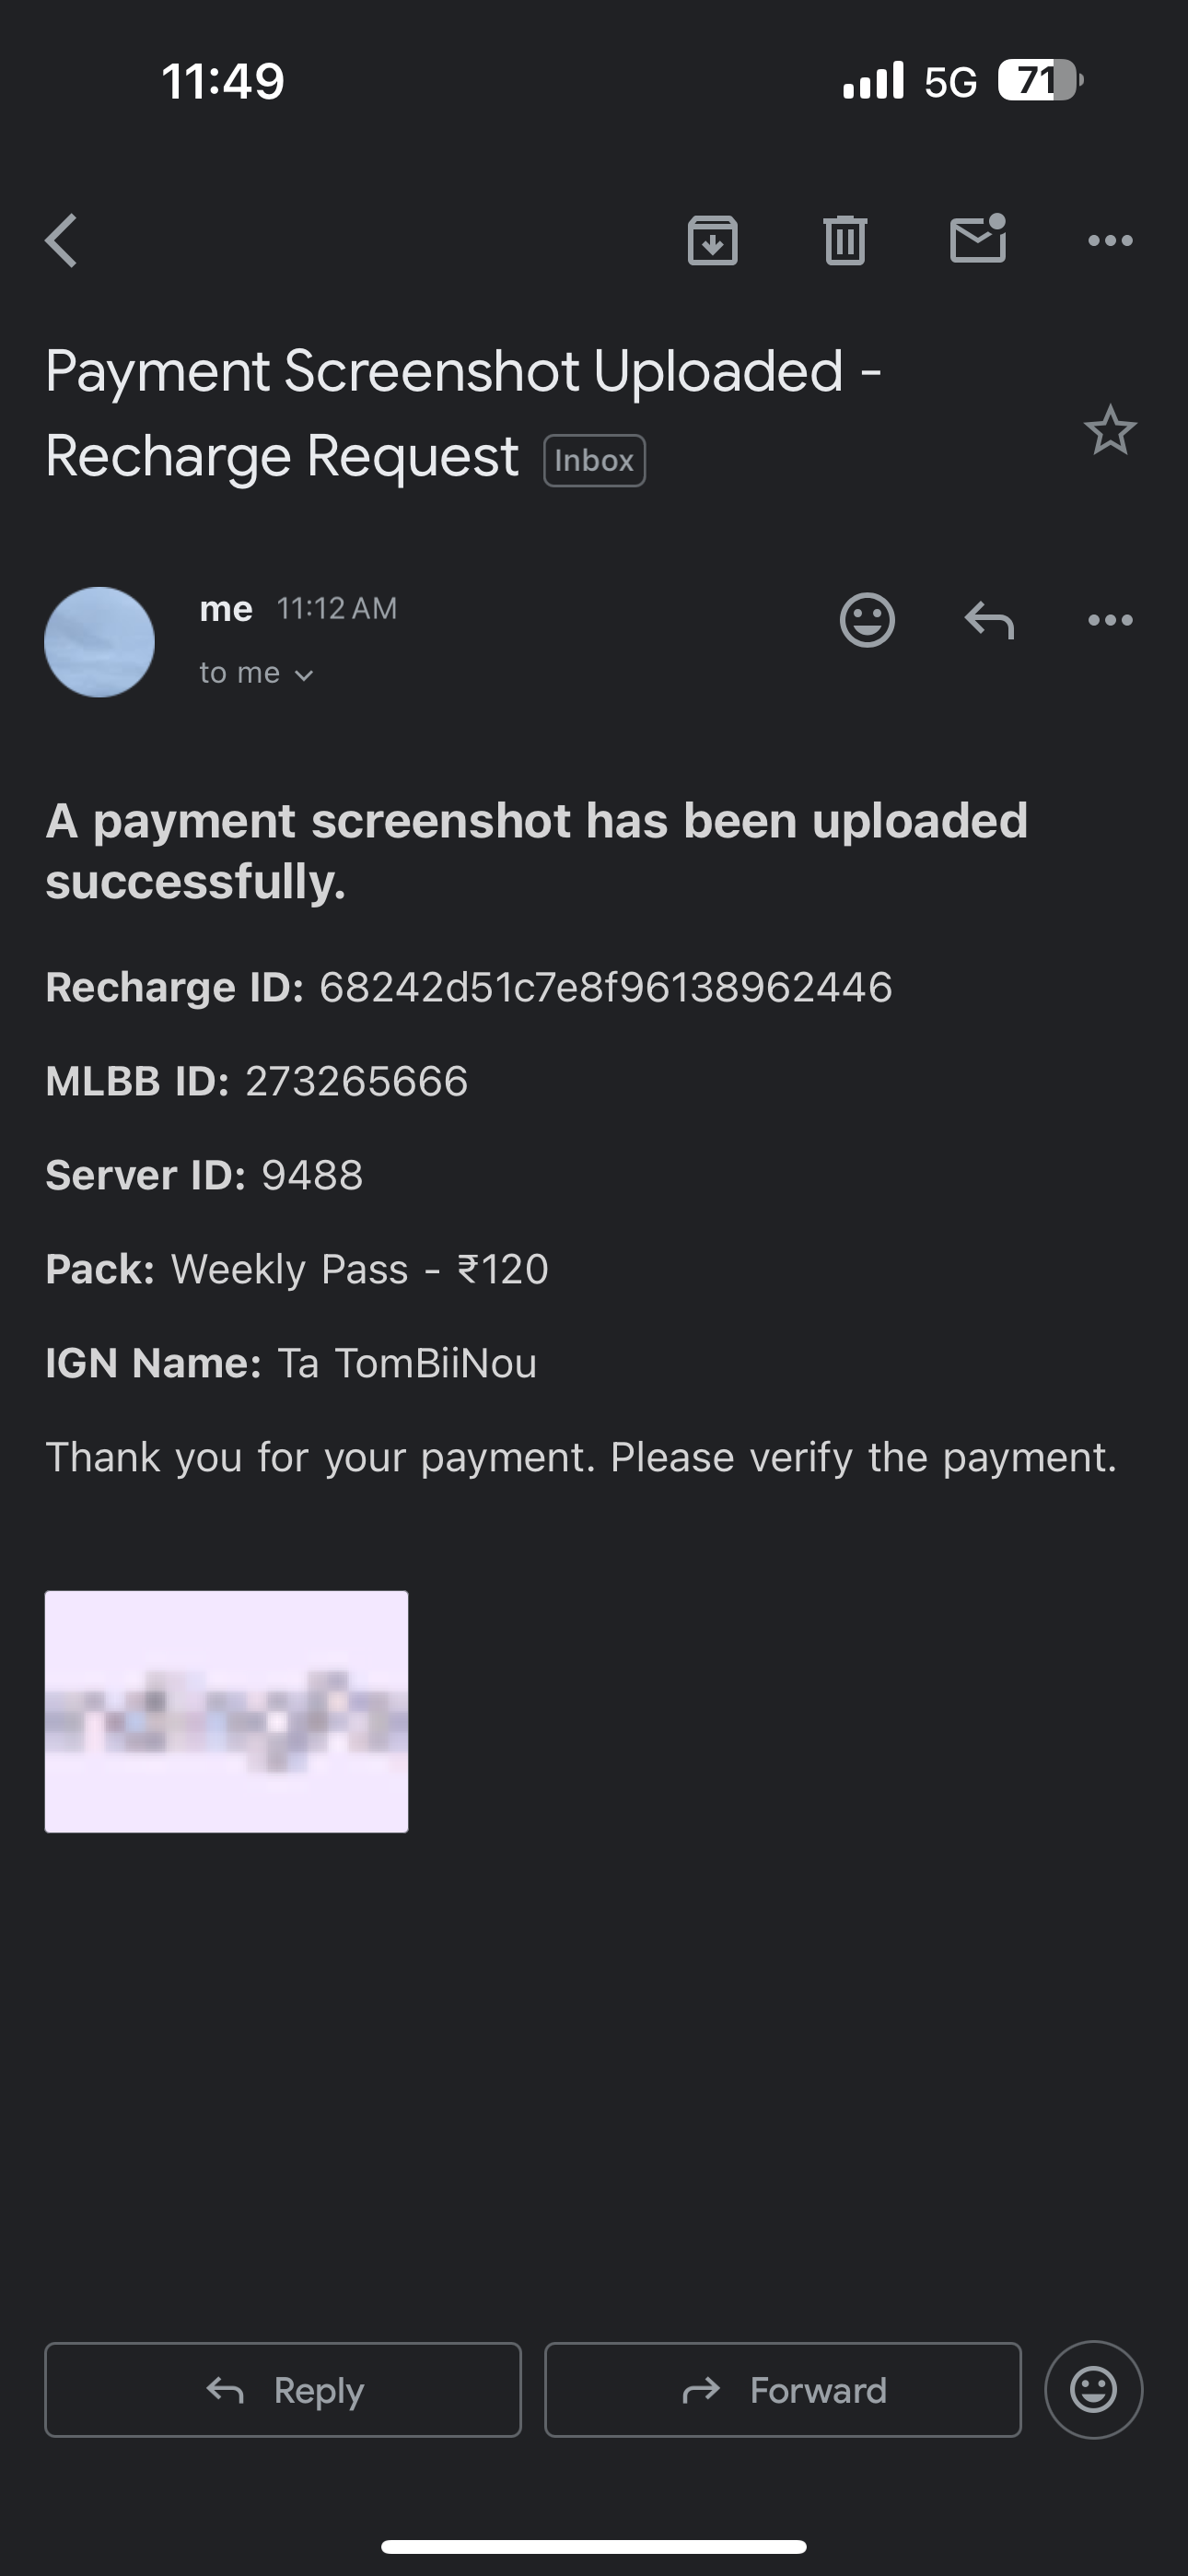 11:49
5G 71
Payment Screenshot Uploaded -
Recharge Request Inbox
me 11:12 AM
to me
A payment screenshot has been uploaded
successfully.
Recharge ID: 68242d51c7e8f96138962446
MLBB ID: 273265666
Server ID: 9488
Pack: Weekly Pass - ₹120
IGN Name: Ta TomBiiNou
Thank you for your payment. Please verify the payment.
Reply
Forward